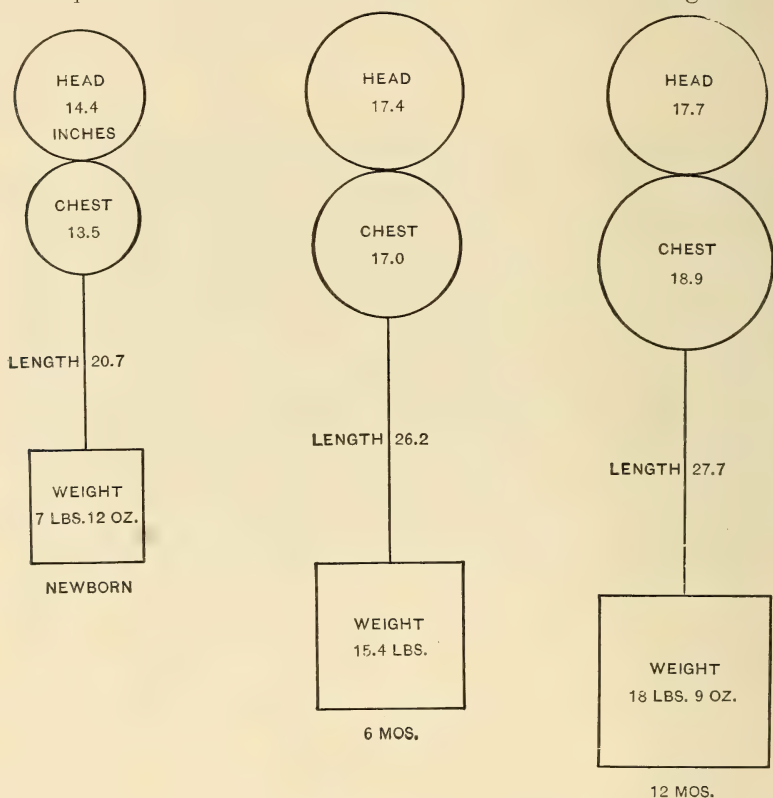 HEAD
14.4
INCHES
CHEST
13.5
LENGTH 20.7
WEIGHT
7 LBS.12 OZ.
NEWBORN
HEAD
17.4
CHEST
17.0
LENGTH 26.2
WEIGHT
15.4 LBS.
6 MOS.
HEAD
17.7
CHEST
18.9
LENGTH 27.7
WEIGHT
18 LBS. 9 OZ.
12 MOS.